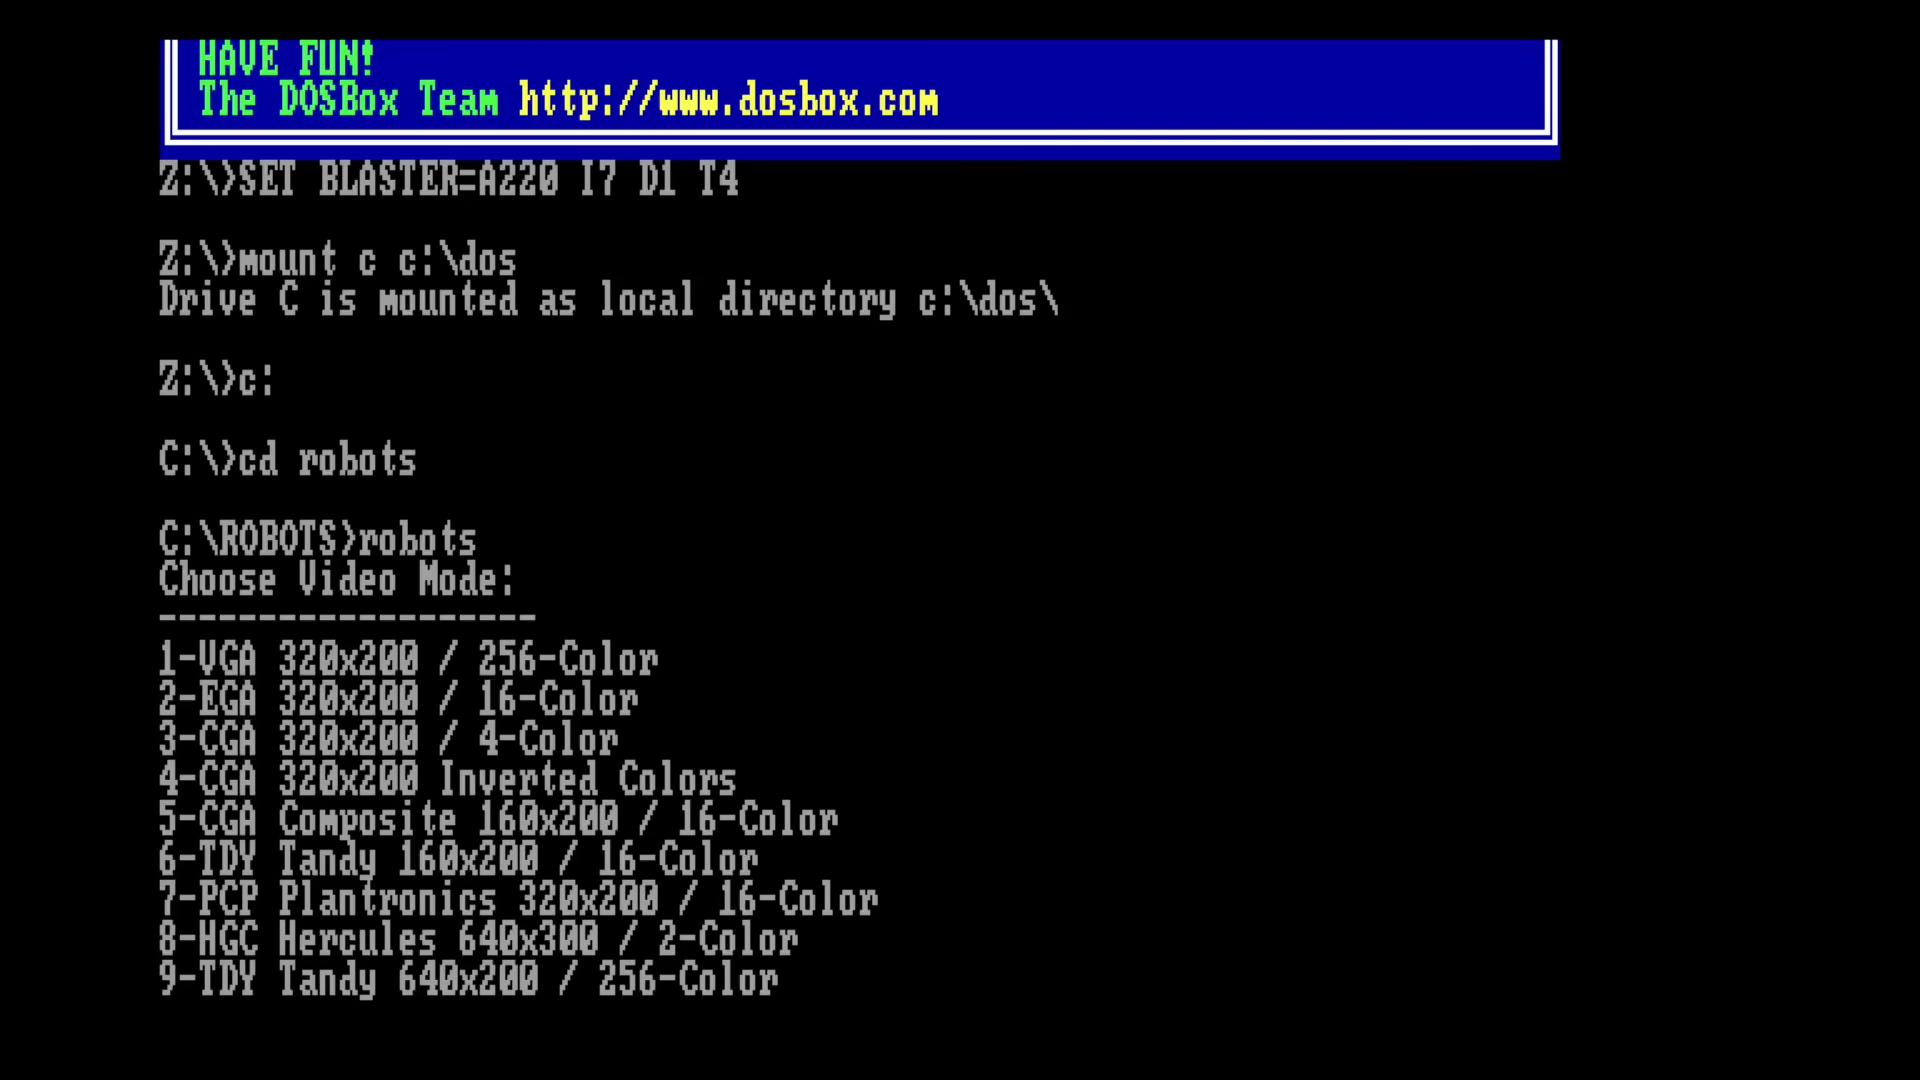 HAVE FUN!
The DOSBox Team http://www.dosbox.com
Z:\>SET BLASTER=A220 I7 D1 T4
Z:\>mount c c:\dos
Drive C is mounted as local directory c:\dos\
Z:\>c:
C:\>cd robots
C:\ROBOTS>robots
Choose Video Mode:
-------------------
1-VGA 320x200 / 256-Color
2-EGA 320x200 / 16-Color
3-CGA 320x200 / 4-Color
4-CGA 320x200 Inverted Colors
5-CGA Composite 160x200 / 16-Color
6-TDY Tandy 160x200 / 16-Color
7-PCP Plantronics 320x200 / 16-Color
8-HGC Hercules 640x300 / 2-Color
9-TDY Tandy 640x200 / 256-Color